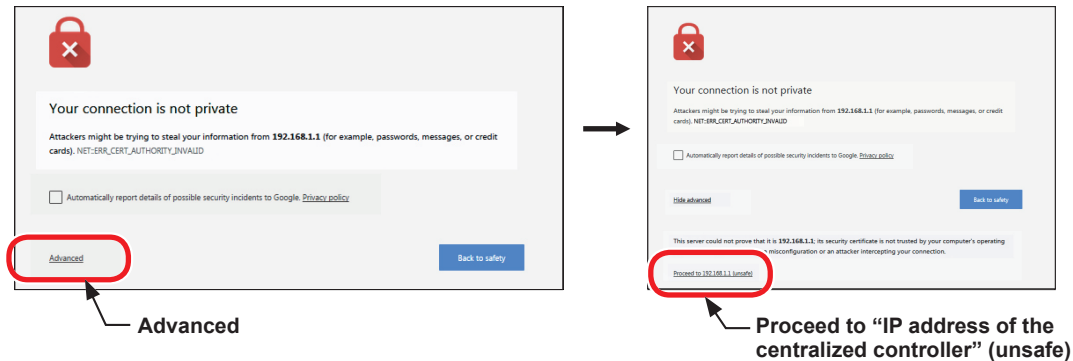 Your connection is not private
Attackers might be trying to steal your information from 192.168.1.1 (for example, passwords, messages, or credit
cards). NET::ERR_CERT_AUTHORITY_INVALID
Automatically report details of possible security incidents to Google. Privacy policy
Advanced
Back to safety
Advanced
Your connection is not private
Attackers might be trying to steal your information from 192.168.1.1 (for example, passwords, messages, or credit
cards). NET::ERR_CERT_AUTHORITY_INVALID
Automatically report details of possible security incidents to Google. Privacy policy
Hide advanced
Back to safety
This server could not prove that it is 192.168.1.1; its security certificate is not trusted by your computer's operating
misconfiguration or an attacker intercepting your connection.
Proceed to 192.168.1.1 (unsafe)
Proceed to “IP address of the
centralized controller” (unsafe)